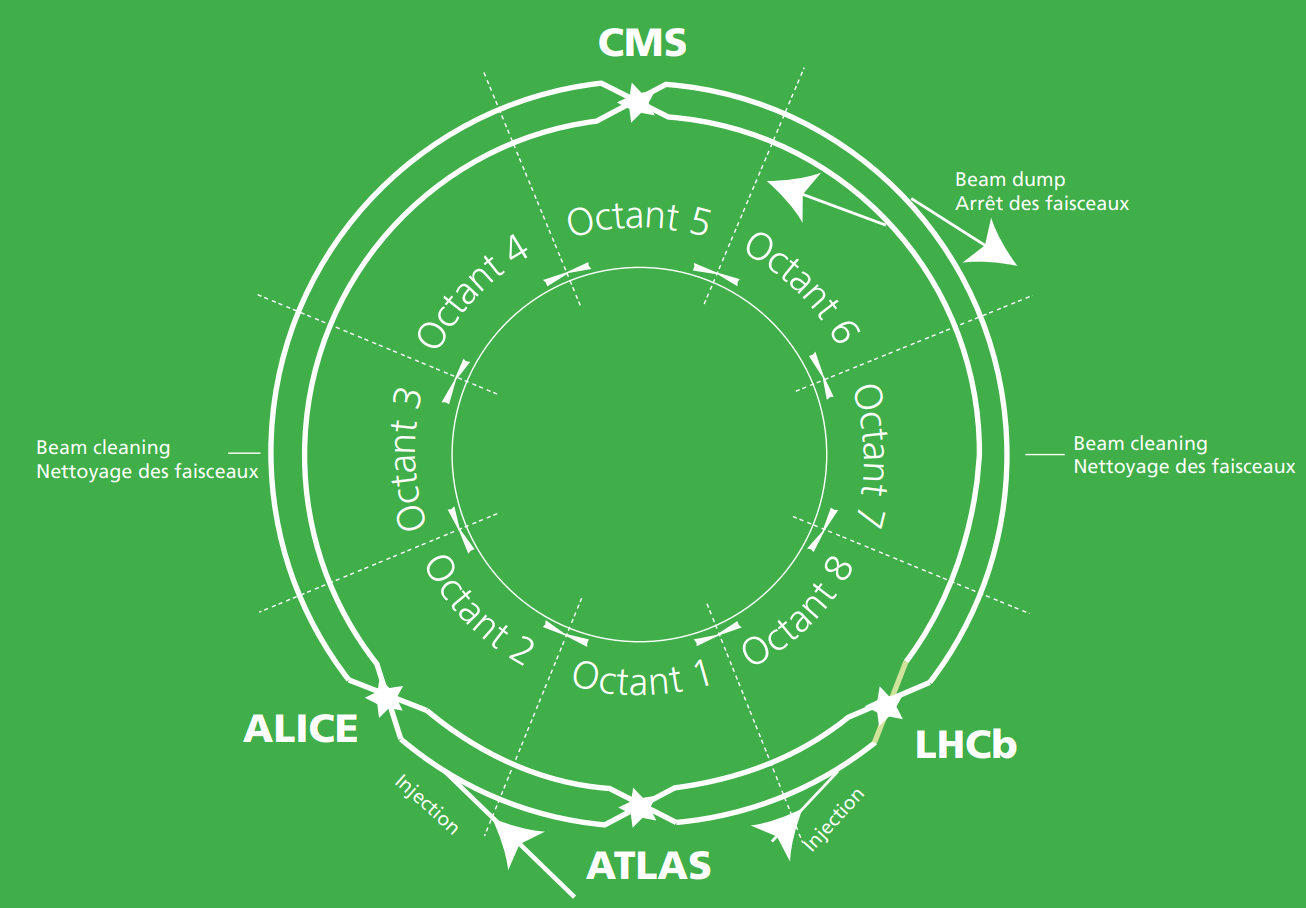 CMS
Beam dump
Arrêt des faisceaux
Octant 5
Octant 4
Octant 6
Octant 3
Octant 7
Beam cleaning
Nettoyage des faisceaux
Beam cleaning
Nettoyage des faisceaux
Octant 2
Octant 8
Octant 1
ALICE
LHCb
Injection
Injection
ATLAS